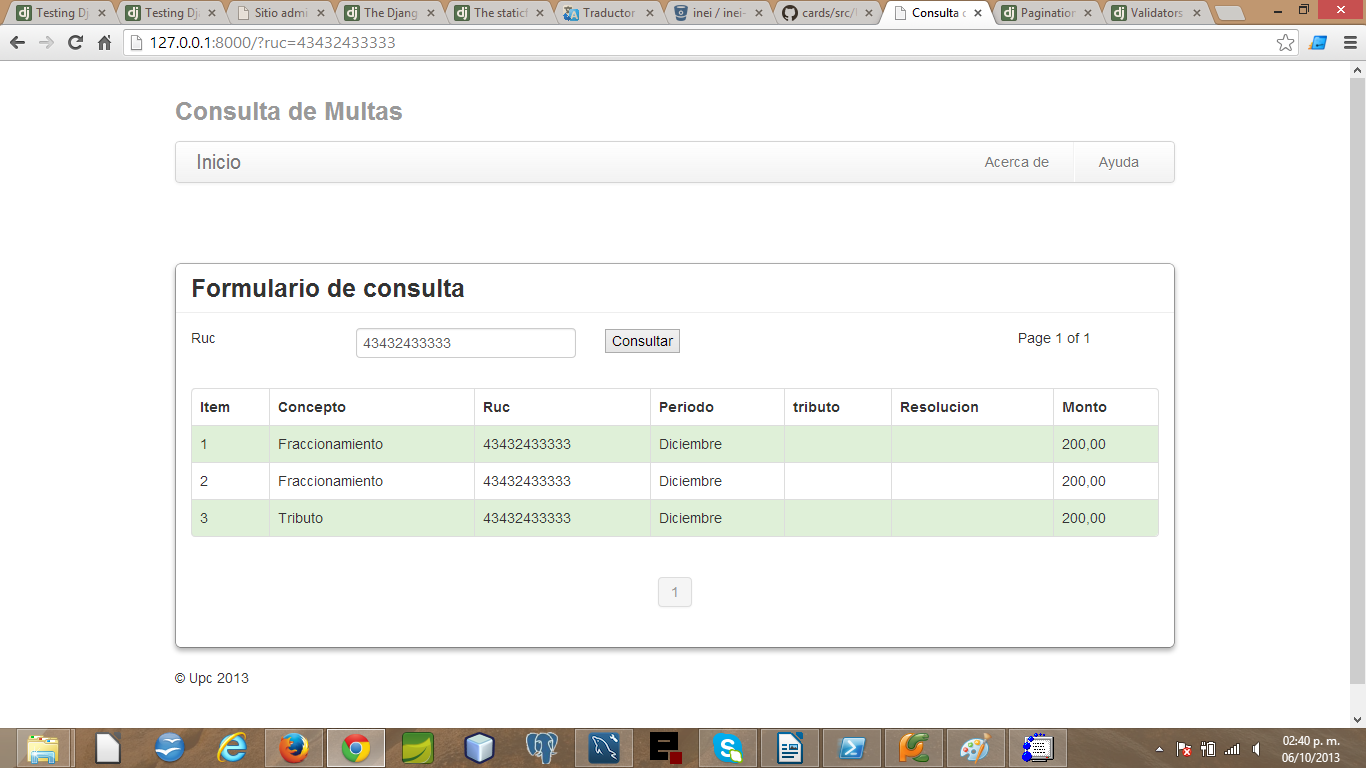 Testing Dj
Testing Dj
Sitio admi
The Djang
The staticf
Traductor
inei / inei-
cards/src/
Consulta
Pagination
Validators
127.0.0.1:8000/?ruc=43432433333
Consulta de Multas
Inicio
Acerca de
Ayuda
Formulario de consulta
Ruc
43432433333
Consultar
Page 1 of 1
Item Concepto Ruc Periodo tributo Resolucion Monto
1 Fraccionamiento 43432433333 Diciembre 200,00
2 Fraccionamiento 43432433333 Diciembre 200,00
3 Tributo 43432433333 Diciembre 200,00
1
© Upc 2013
02:40 p. m.
06/10/2013